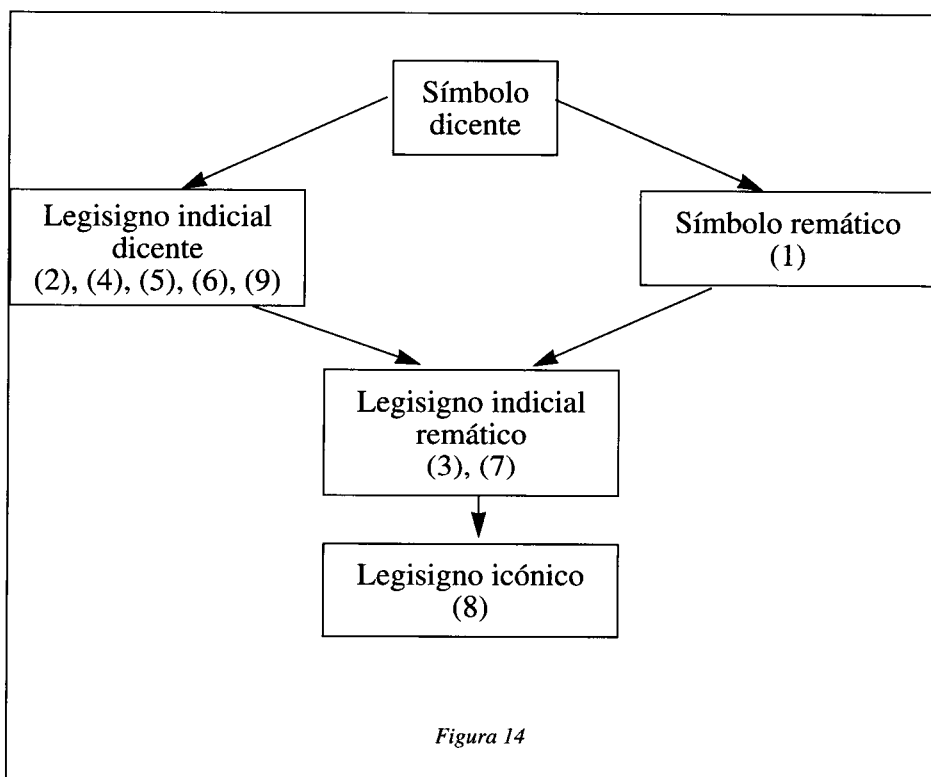 Símbolo
dicente
Legisigno indicial
dicente
(2), (4), (5), (6), (9)
Símbolo remático
(1)
Legisigno indicial
remático
(3), (7)
Legisigno icónico
(8)
Figura 14